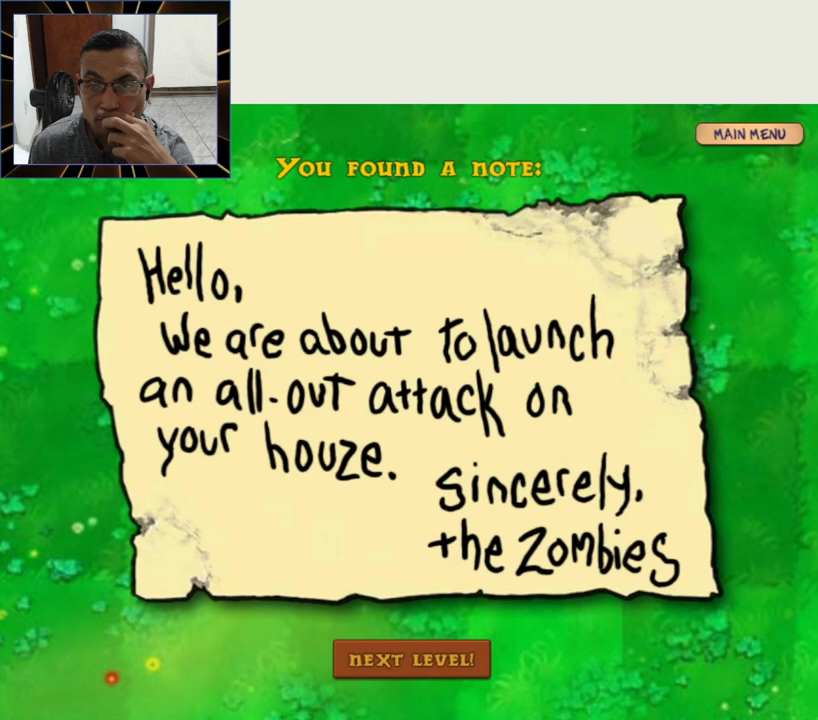 MAIN MENU
You found a note:
Hello,
We are about to launch
an all-out attack on
your houze.
Sincerely,
the Zombies
NEXT LEVEL!